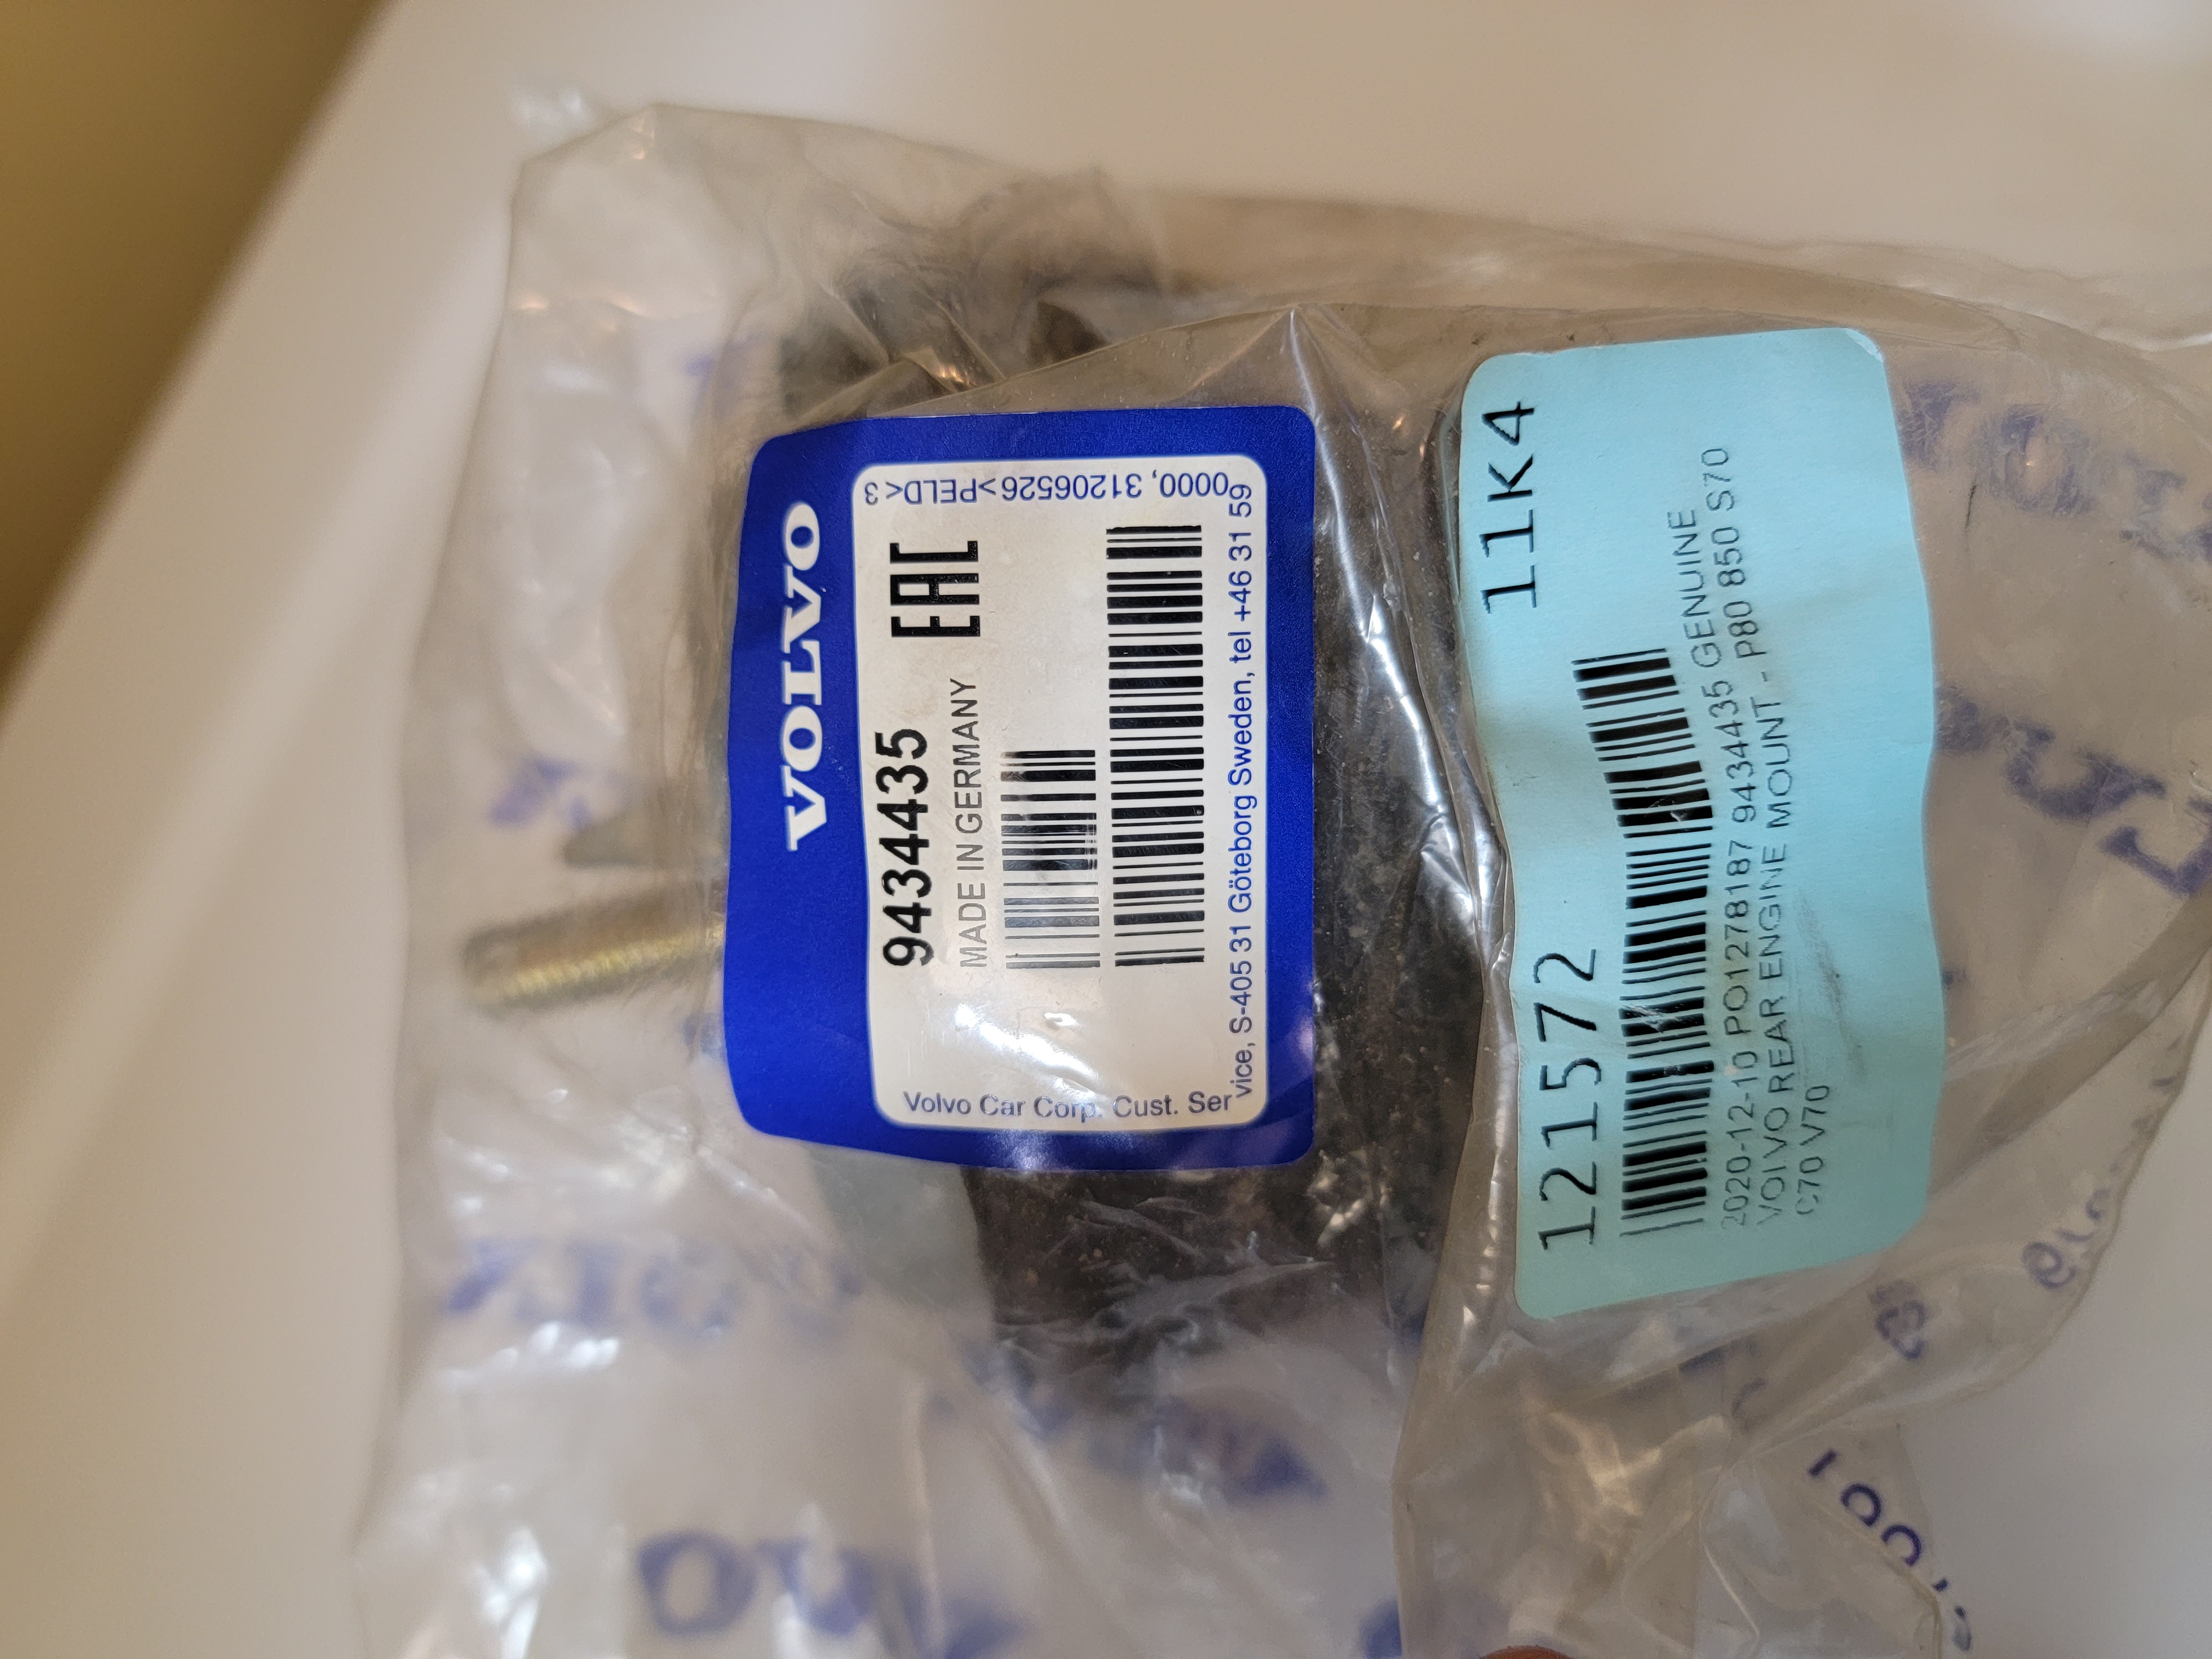 VOLVO
9434435 EAC
MADE IN GERMANY
Volvo Car Corp. Cust. Ser
vice, S-405 31 Göteborg Sweden, tel +46 31 59
0000, 31206526>PELD<3
121572 11K4
2020-12-10 PO1278187 9434435 GENUINE
VOLVO REAR ENGINE MOUNT - P80 850 S70
C70 V70